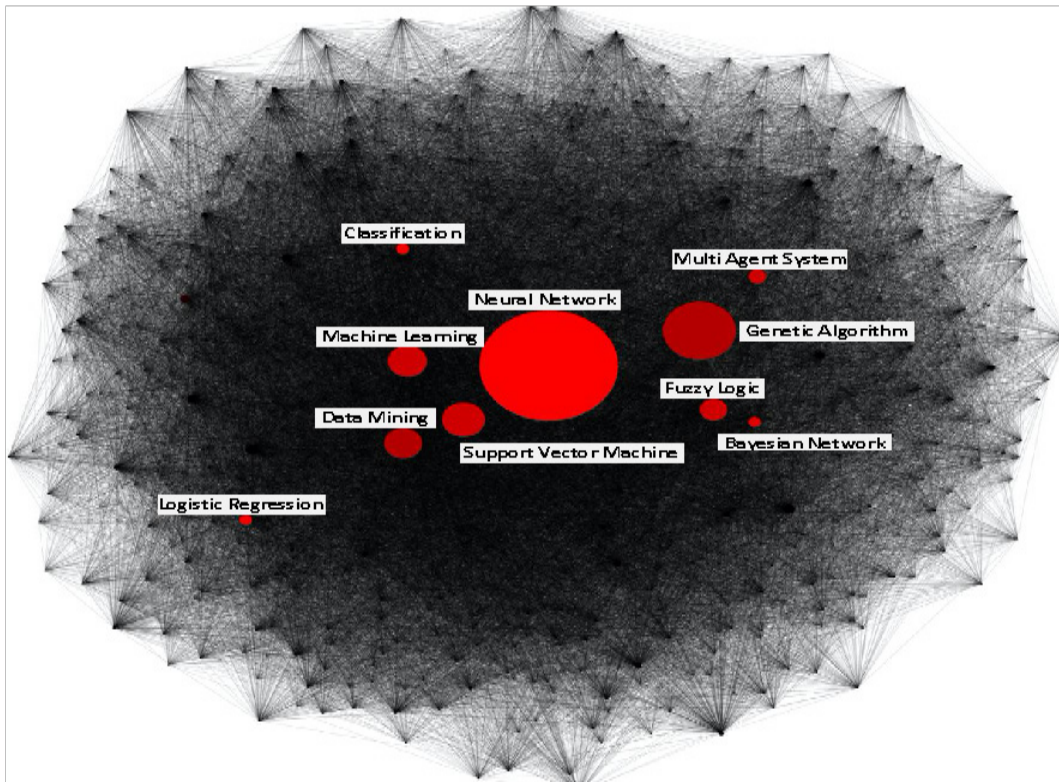 Classification
Multi Agent System
Neural Network
Machine Learning
Genetic Algorithm
Fuzzy Logic
Data Mining
Bayesian Network
Support Vector Machine
Logistic Regression